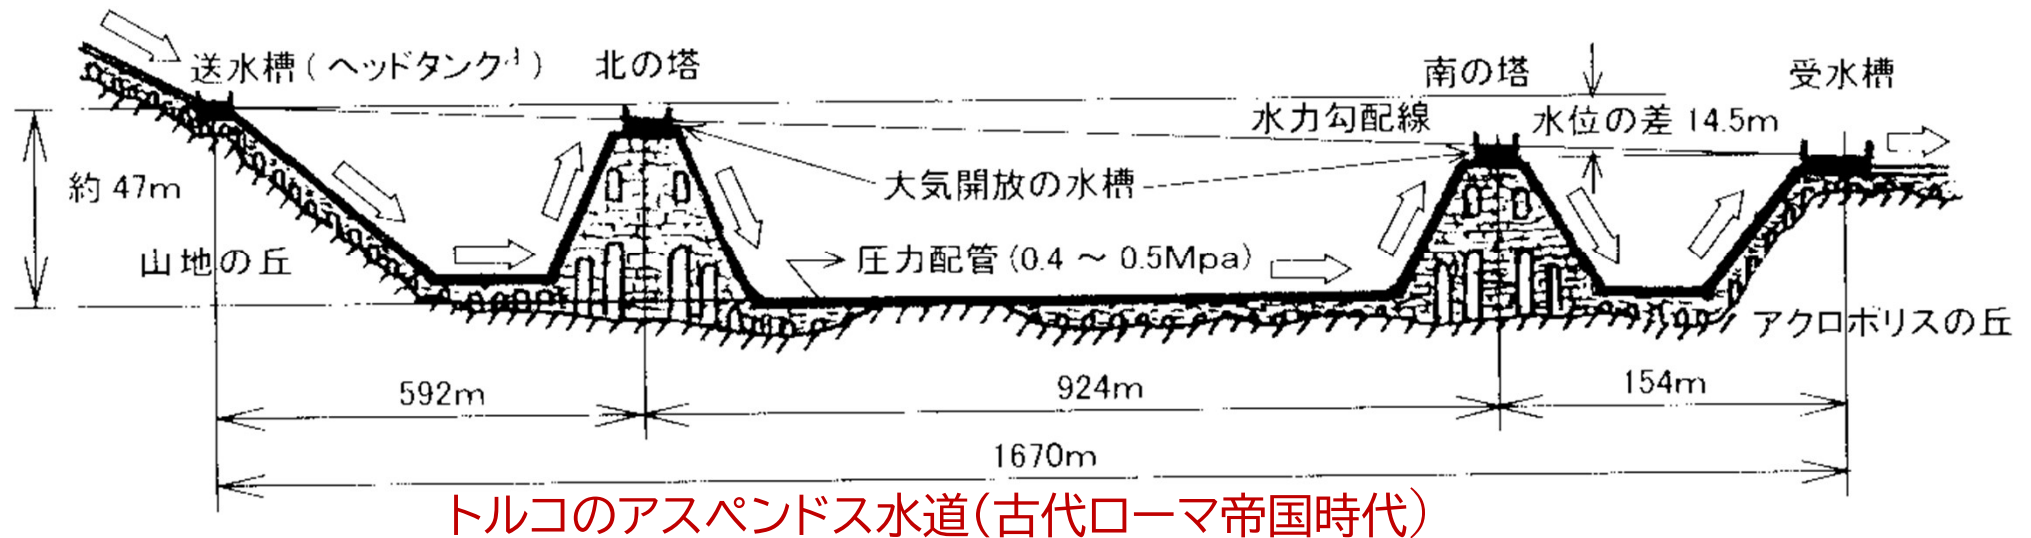 送水槽(ヘッドタンク)
北の塔
南の塔
受水槽
水力勾配線
水位の差 14.5m
約 47m
大気開放の水槽
山地の丘
圧力配管(0.4 ～ 0.5Mpa)
アクロポリスの丘
592m
924m
154m
1670m
トルコのアスペンドス水道(古代ローマ帝国時代)